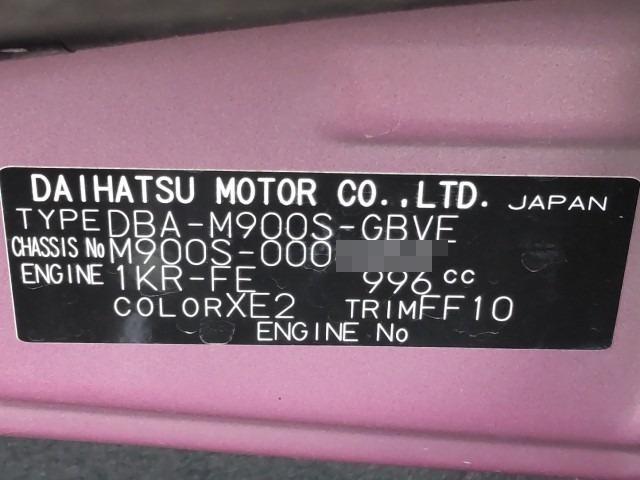 DAIHATSU MOTOR CO.,LTD. JAPAN
TYPE DBA-M900S-GBVF
CHASSIS No M900S-000
ENGINE 1KR-FE 996 cc
COLOR XE2 TRIM FF10
ENGINE No